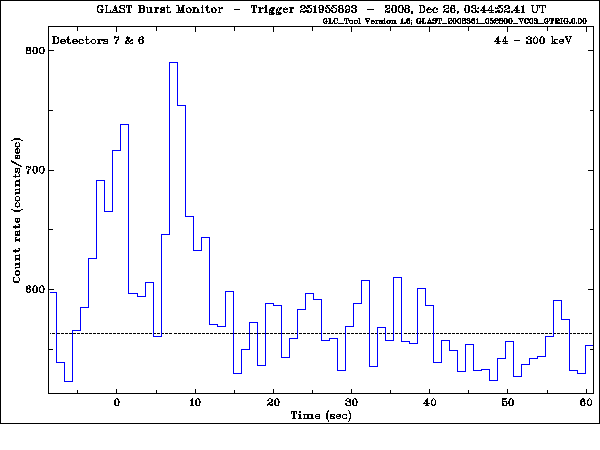 GLAST Burst Monitor - Trigger 251955893 - 2008, Dec 26, 03:44:52.41 UT
GLC_Tool Version 1.6; GLAST_2008361_056800_VC09_GTRIG.0.00
Detectors 7 & 6
44 - 300 keV
800
700
600
Count rate (counts/sec)
0 10 20 30 40 50 60
Time (sec)